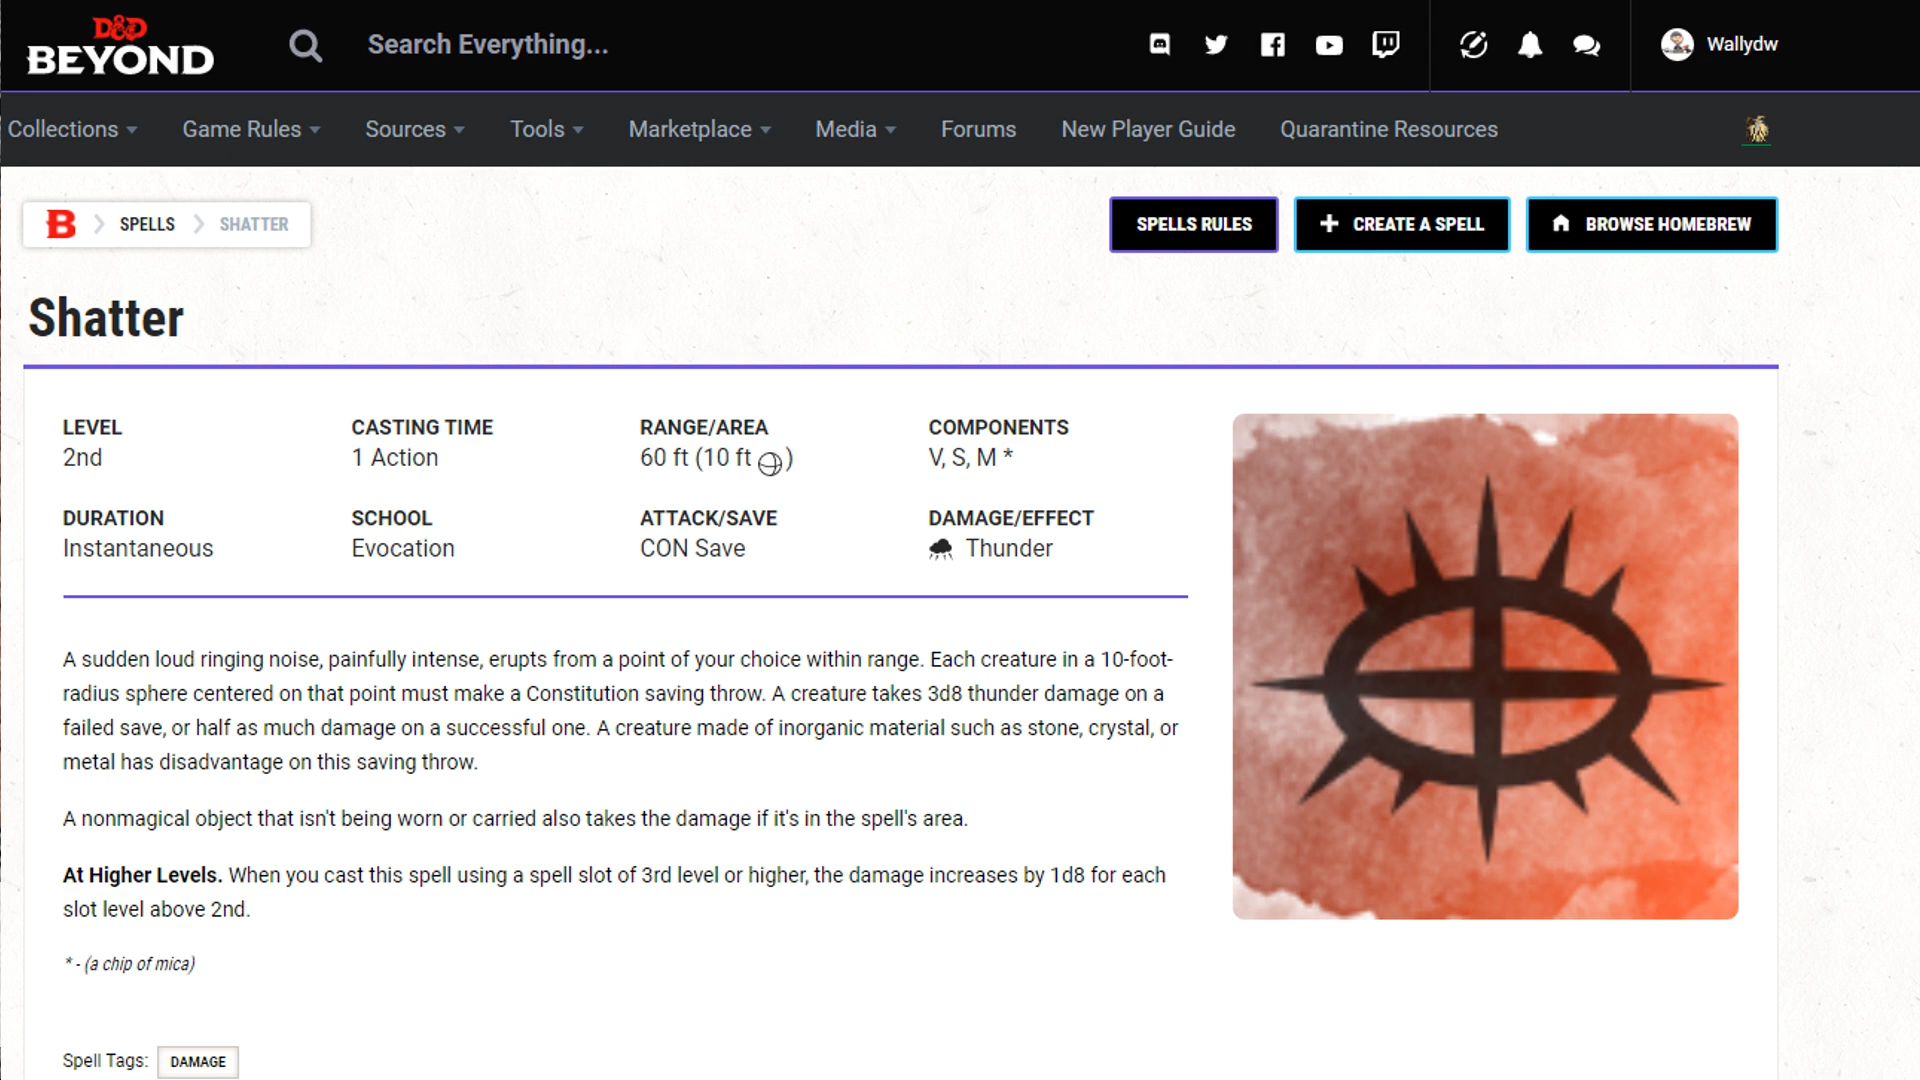 D&D
BEYOND
Search Everything...
Wallydw
Collections
Game Rules
Sources
Tools
Marketplace
Media
Forums
New Player Guide
Quarantine Resources
B
SPELLS
SHATTER
SPELLS RULES
CREATE A SPELL
BROWSE HOMEBREW
Shatter
LEVEL
2nd
CASTING TIME
1 Action
RANGE/AREA
60 ft (10 ft )
COMPONENTS
V, S, M *
DURATION
Instantaneous
SCHOOL
Evocation
ATTACK/SAVE
CON Save
DAMAGE/EFFECT
Thunder
A sudden loud ringing noise, painfully intense, erupts from a point of your choice within range. Each creature in a 10-foot-
radius sphere centered on that point must make a Constitution saving throw. A creature takes 3d8 thunder damage on a
failed save, or half as much damage on a successful one. A creature made of inorganic material such as stone, crystal, or
metal has disadvantage on this saving throw.
A nonmagical object that isn't being worn or carried also takes the damage if it's in the spell's area.
At Higher Levels. When you cast this spell using a spell slot of 3rd level or higher, the damage increases by 1d8 for each
slot level above 2nd.
* - (a chip of mica)
Spell Tags: DAMAGE